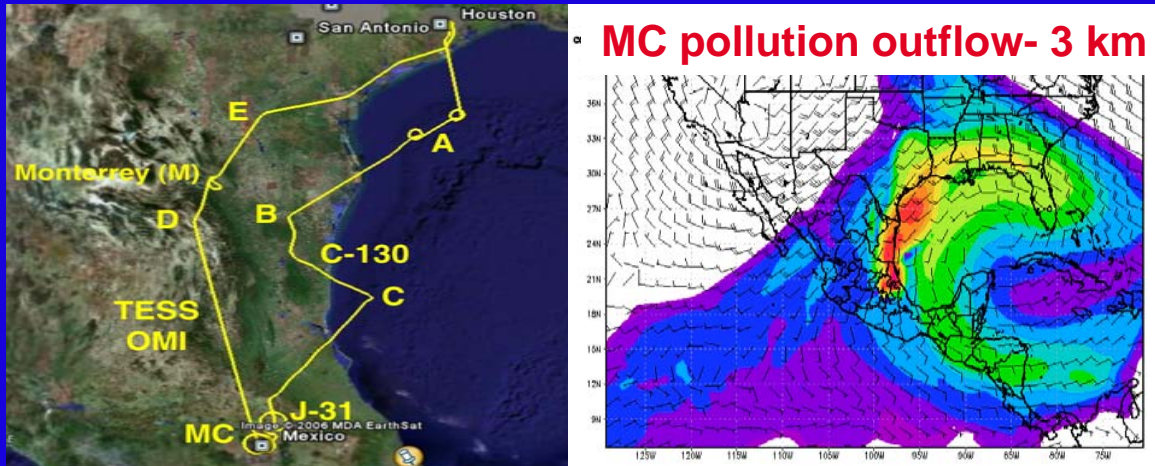 Houston
San Antonio
E
A
Monterrey (M)
D
B
C-130
C
TESS
OMI
J-31
Image © 2006 MDA EarthSat
MC
Mexico
MC pollution outflow- 3 km
36N
33N
30N
27N
24N
21N
18N
15N
12N
9N
125W 120W 115W 110W 105W 100W 95W 90W 85W 80W 75W